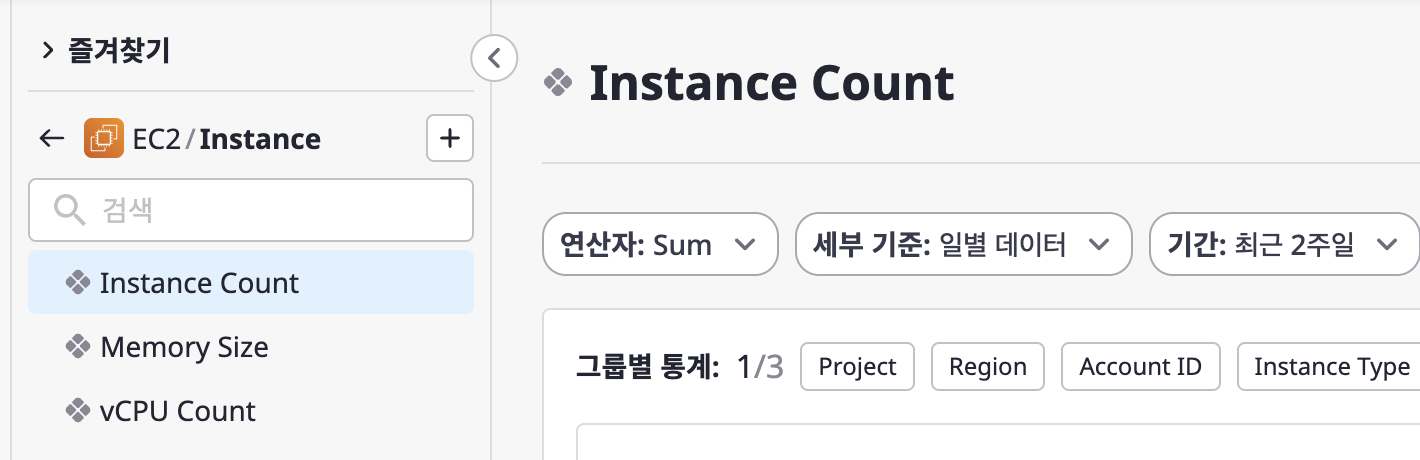 즐겨찾기
EC2/Instance
검색
Instance Count
Memory Size
vCPU Count
Instance Count
연산자: Sum
세부 기준: 일별 데이터
기간: 최근 2주일
그룹별 통계: 1/3
Project
Region
Account ID
Instance Type